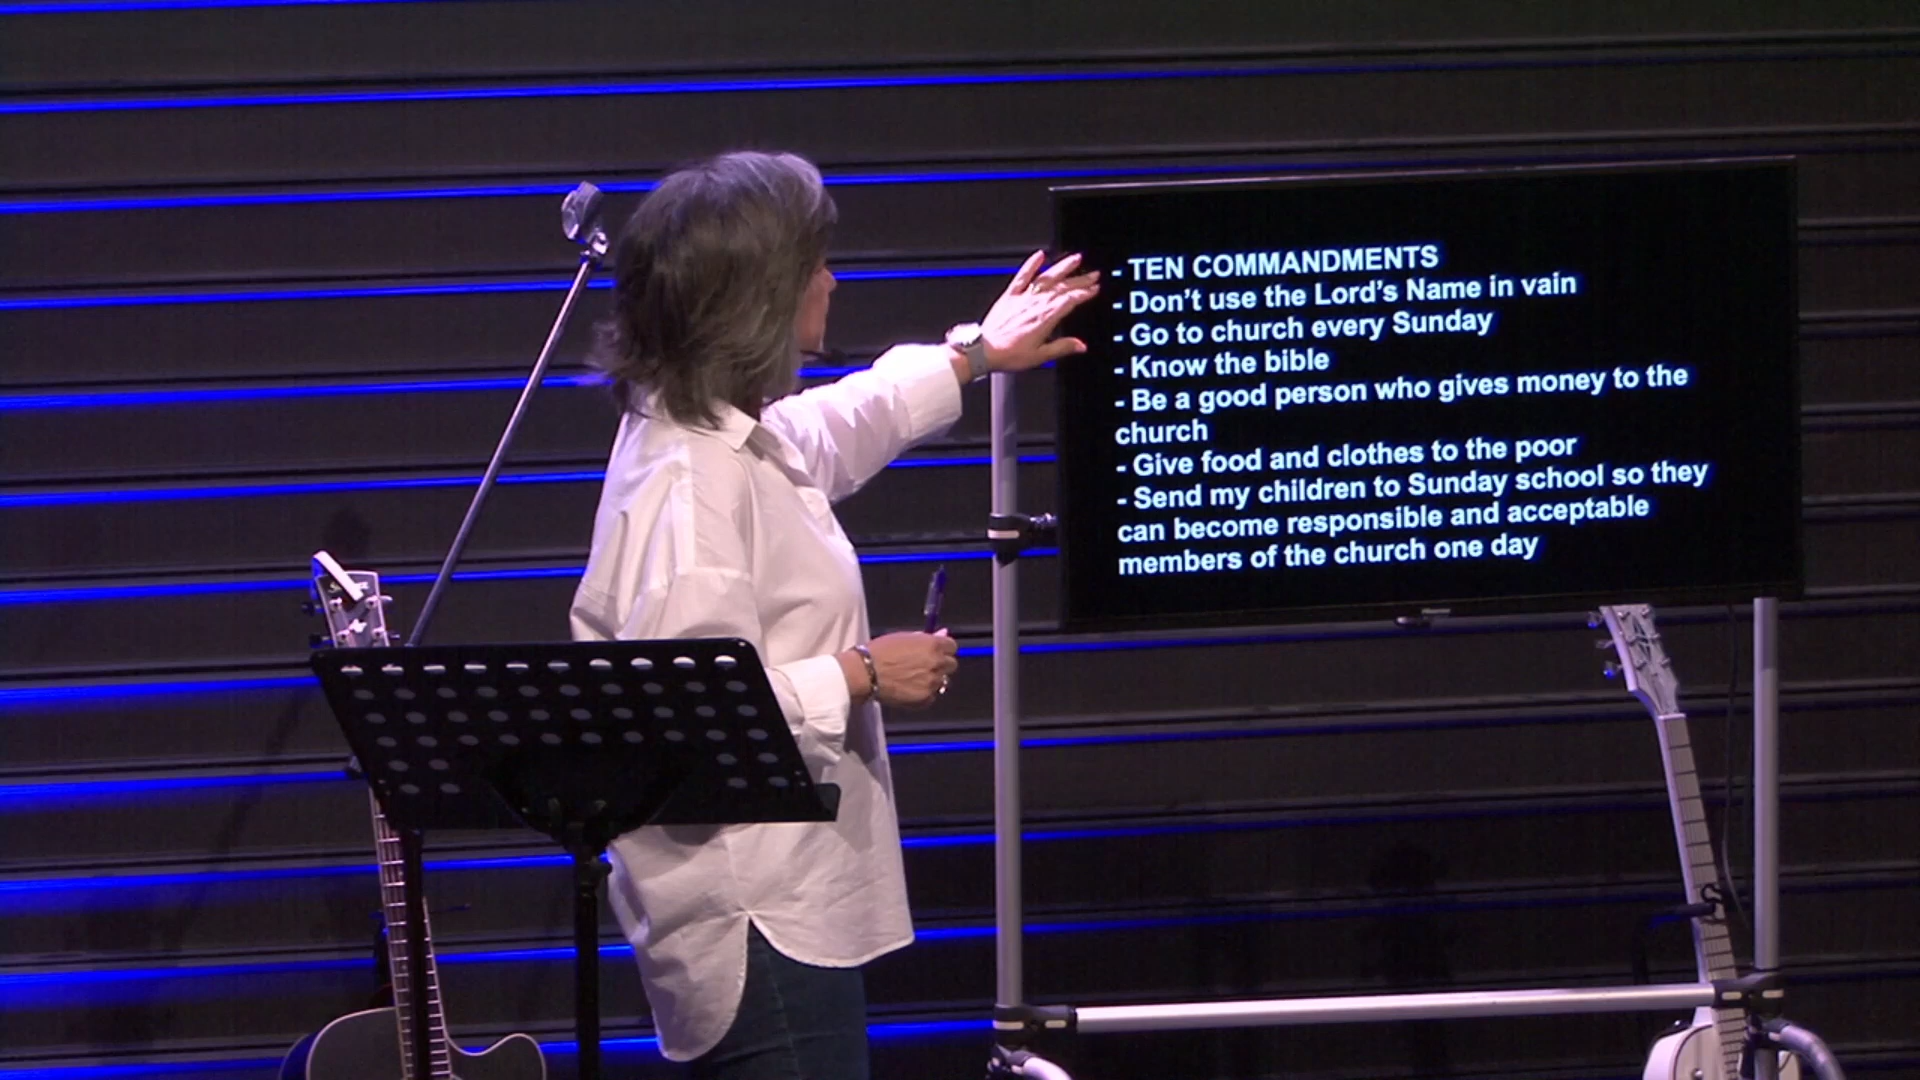 - TEN COMMANDMENTS
- Don't use the Lord's Name in vain
- Go to church every Sunday
- Know the bible
- Be a good person who gives money to the
church
- Give food and clothes to the poor
- Send my children to Sunday school so they
can become responsible and acceptable
members of the church one day